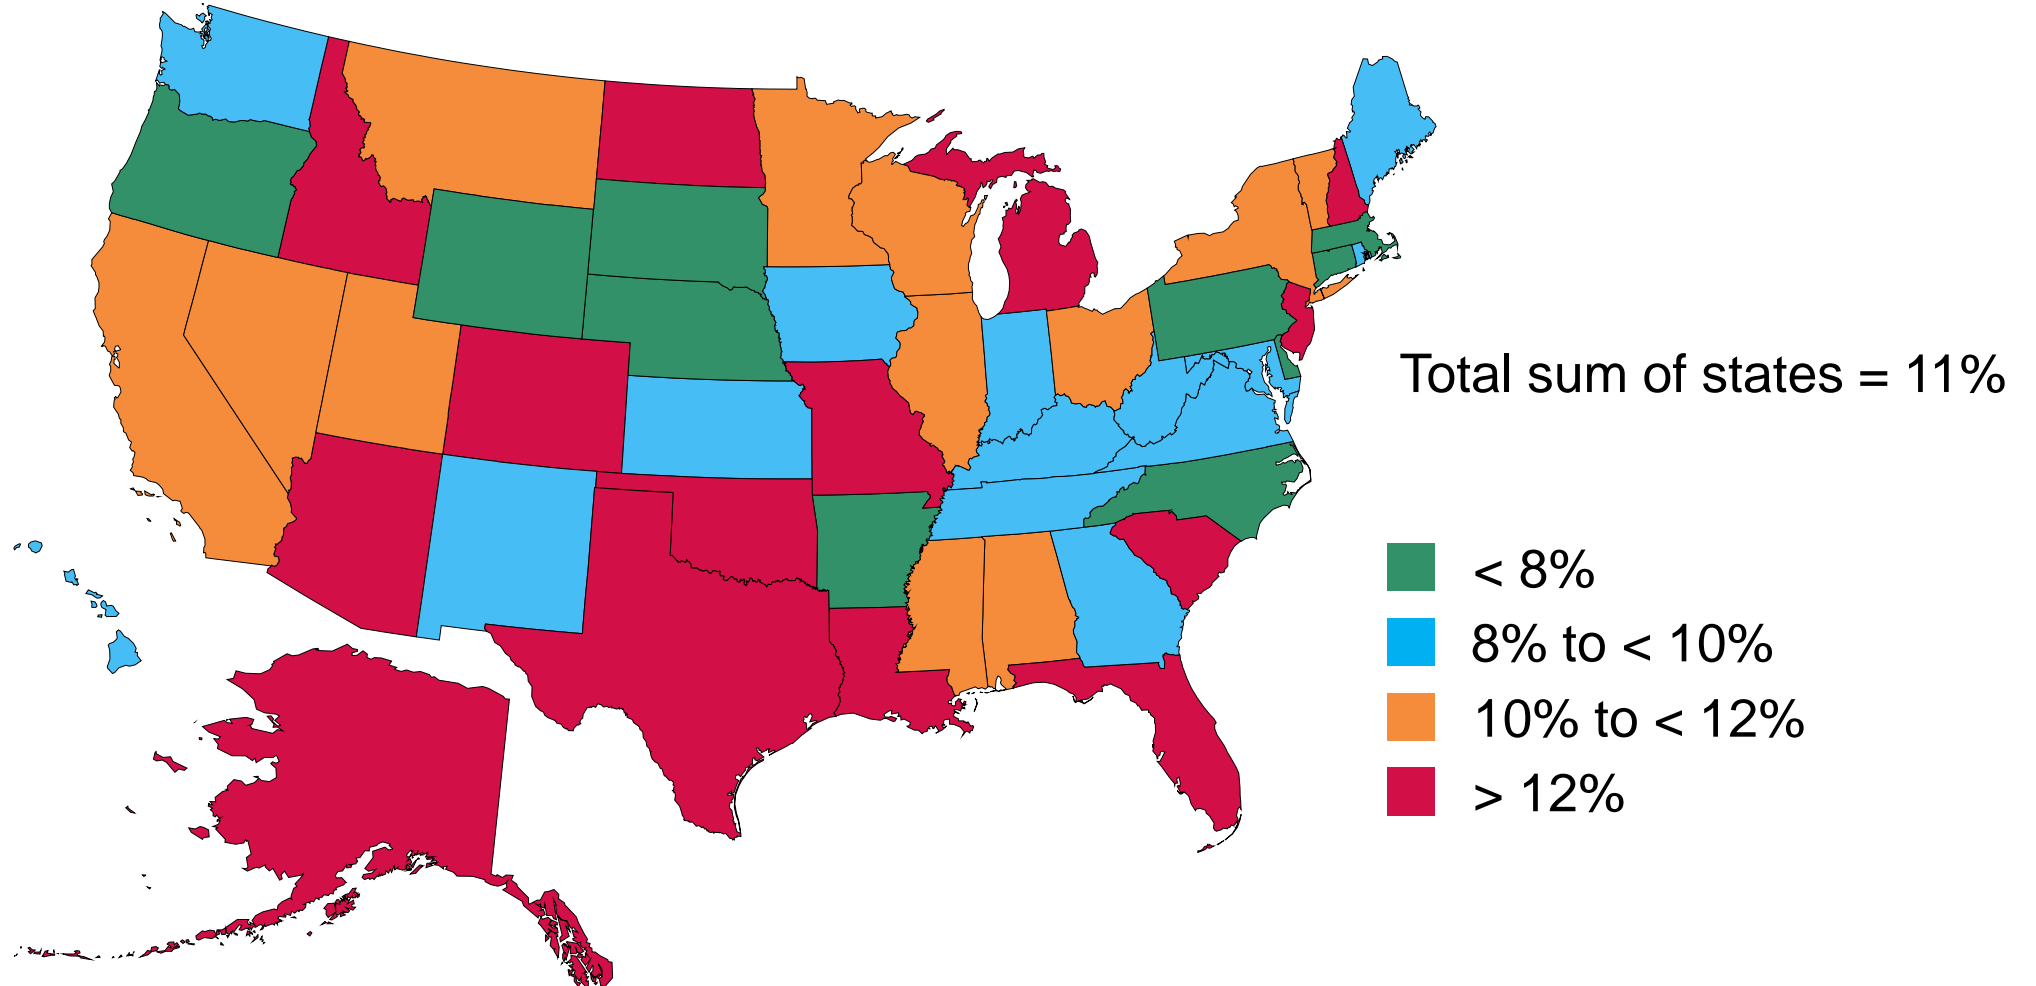 Total sum of states = 11%
< 8%
8% to < 10%
10% to < 12%
> 12%